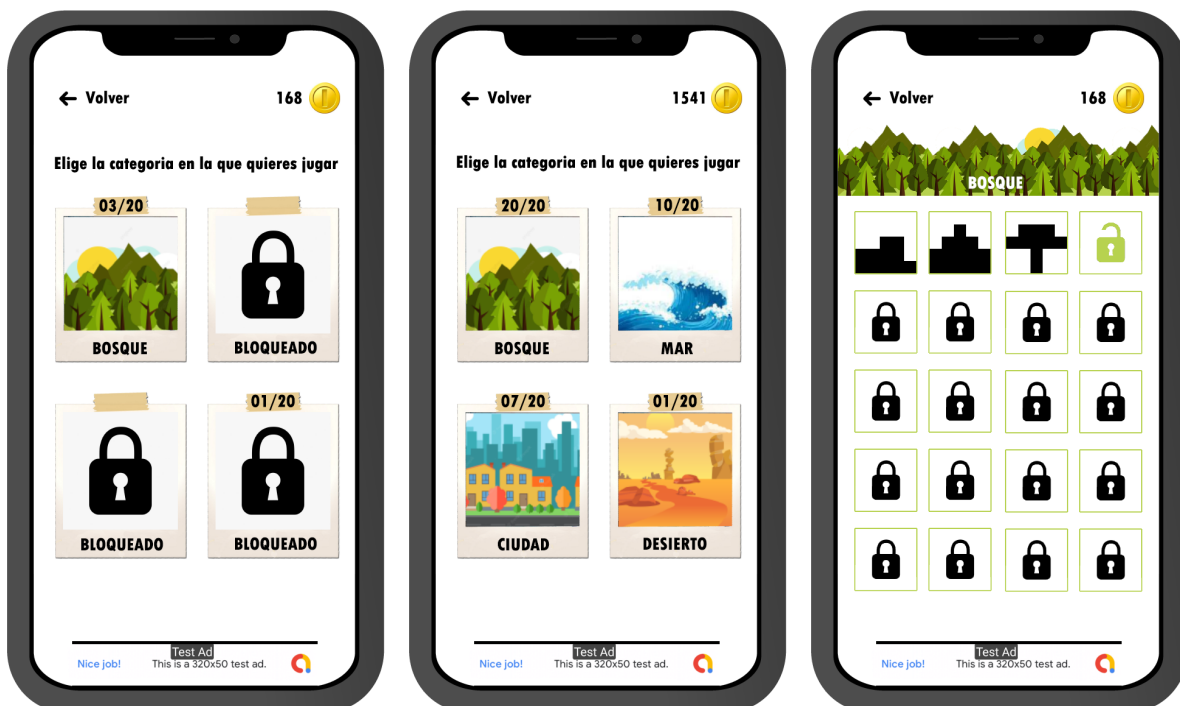 ← Volver 168
Elige la categoria en la que quieres jugar
03/20
BOSQUE
BLOQUEADO
01/20
BLOQUEADO
BLOQUEADO
Test Ad
Nice job!
This is a 320x50 test ad.
← Volver 1541
Elige la categoria en la que quieres jugar
20/20 10/20
BOSQUE MAR
07/20 01/20
CIUDAD DESIERTO
Test Ad
Nice job!
This is a 320x50 test ad.
← Volver 168
BOSQUE
Test Ad
Nice job!
This is a 320x50 test ad.